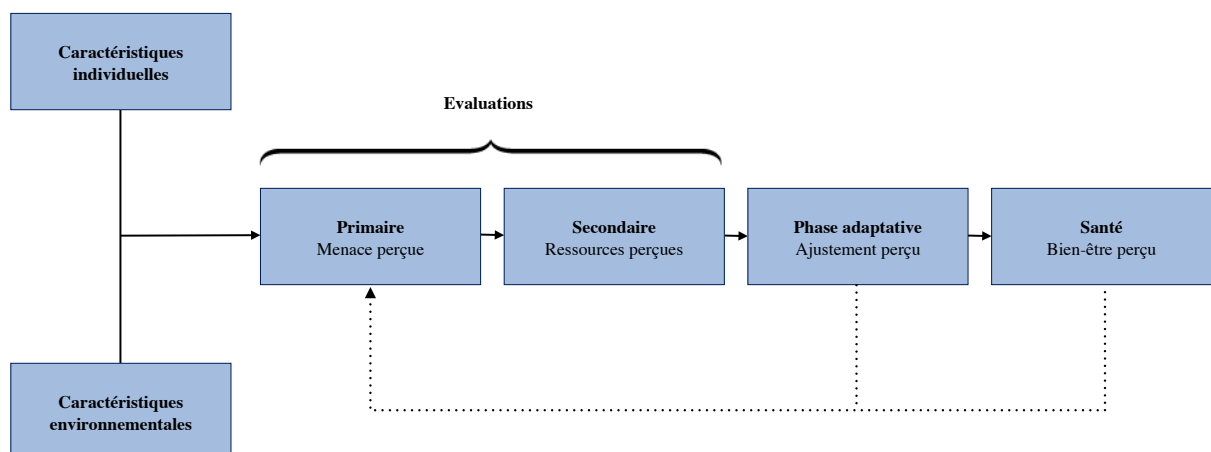 Caractéristiques
individuelles
Evaluations
Primaire
Menace perçue
Secondaire
Ressources perçues
Phase adaptative
Ajustement perçu
Santé
Bien-être perçu
Caractéristiques
environnementales